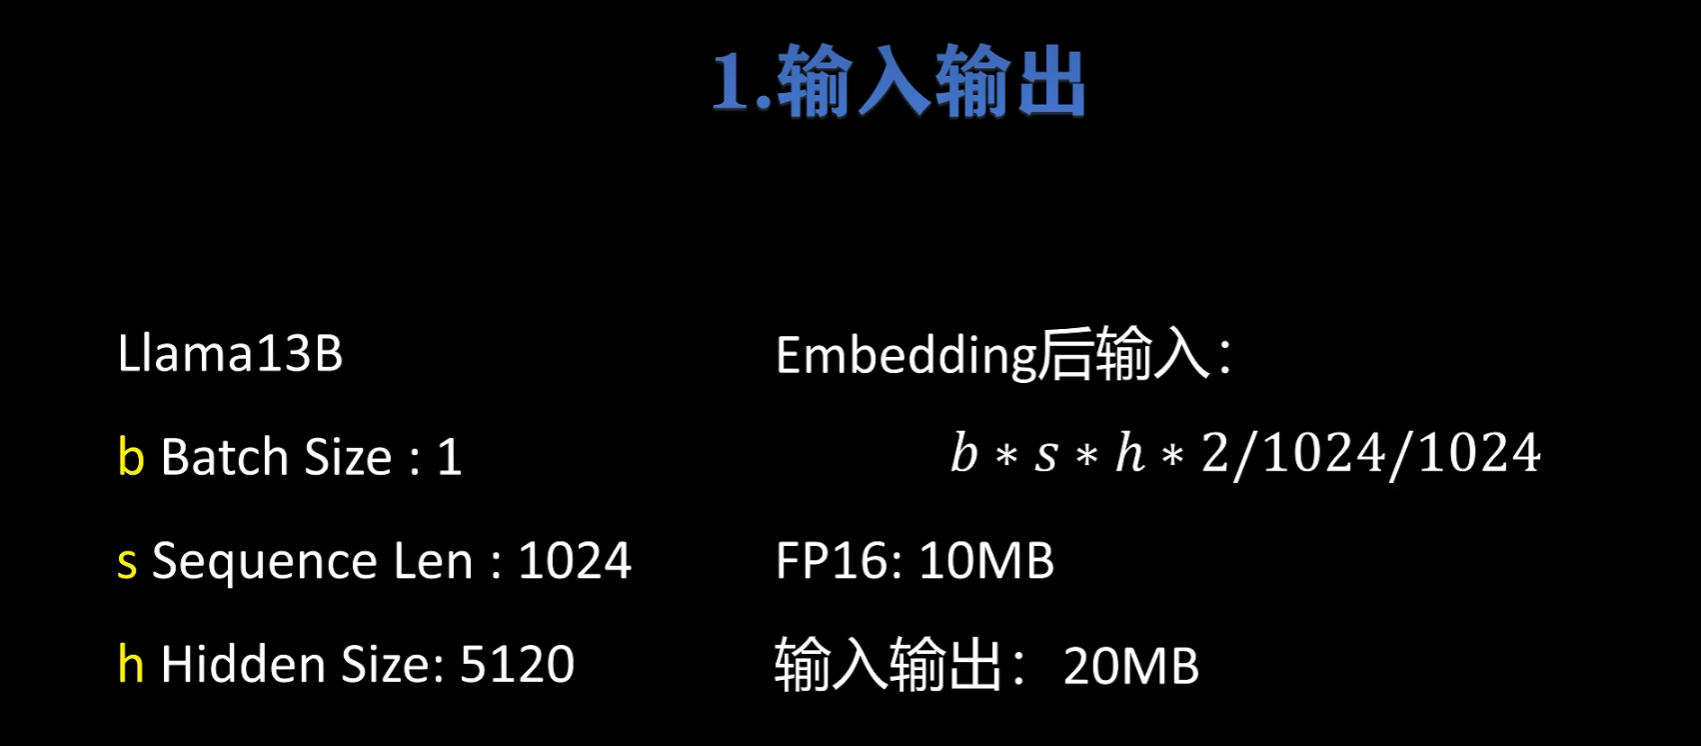 1.输入输出
Llama13B
b Batch Size : 1
s Sequence Len : 1024
h Hidden Size: 5120
Embedding后输入：
b * s * h * 2/1024/1024
FP16: 10MB
输入输出：20MB